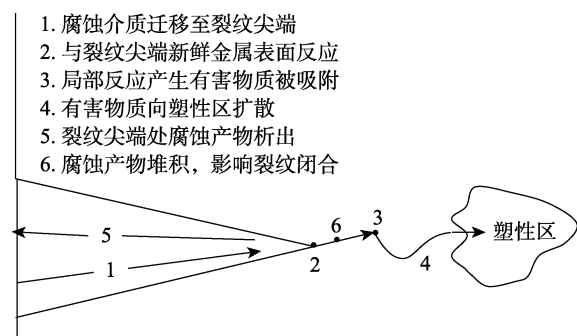 1. 腐蚀介质迁移至裂纹尖端
2. 与裂纹尖端新鲜金属表面反应
3. 局部反应产生有害物质被吸附
4. 有害物质向塑性区扩散
5. 裂纹尖端处腐蚀产物析出
6. 腐蚀产物堆积，影响裂纹闭合
5
1
2
6
3
4
塑性区